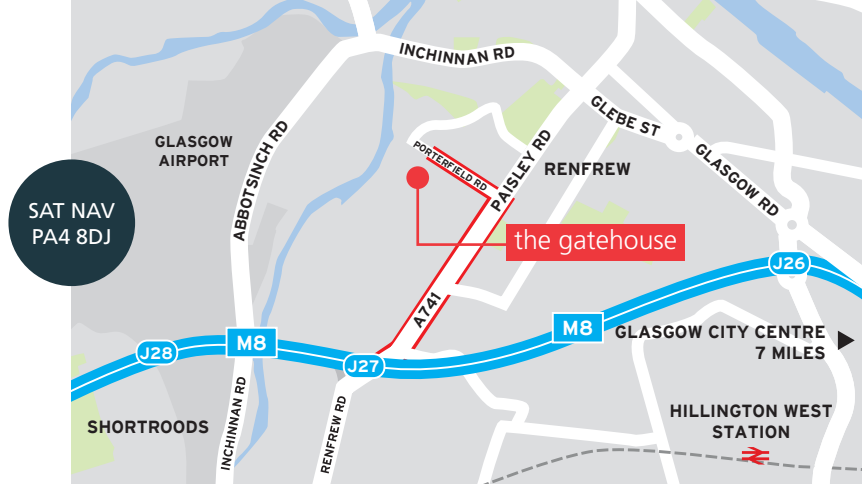 INCHINNAN RD
GLEBE ST
GLASGOW
AIRPORT
ABBOTSINCH RD
PORTERFIELD RD
PAISLEY RD
RENFREW
GLASGOW RD
SAT NAV
PA4 8DJ
the gatehouse
J26
A741
M8
M8
GLASGOW CITY CENTRE
7 MILES
J28
J27
SHORTROODS
INCHINNAN RD
RENFREW RD
HILLINGTON WEST
STATION